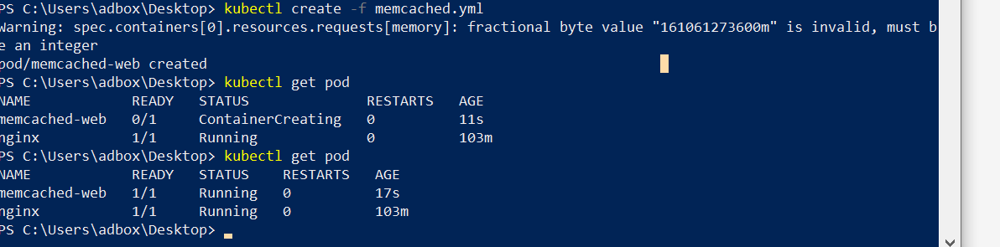 PS C:\Users\adbox\Desktop> kubectl create -f memcached.yml
Warning: spec.containers[0].resources.requests[memory]: fractional byte value "161061273600m" is invalid, must b
e an integer
pod/memcached-web created
PS C:\Users\adbox\Desktop> kubectl get pod
NAME READY STATUS RESTARTS AGE
memcached-web 0/1 ContainerCreating 0 11s
nginx 1/1 Running 0 103m
PS C:\Users\adbox\Desktop> kubectl get pod
NAME READY STATUS RESTARTS AGE
memcached-web 1/1 Running 0 17s
nginx 1/1 Running 0 103m
PS C:\Users\adbox\Desktop>